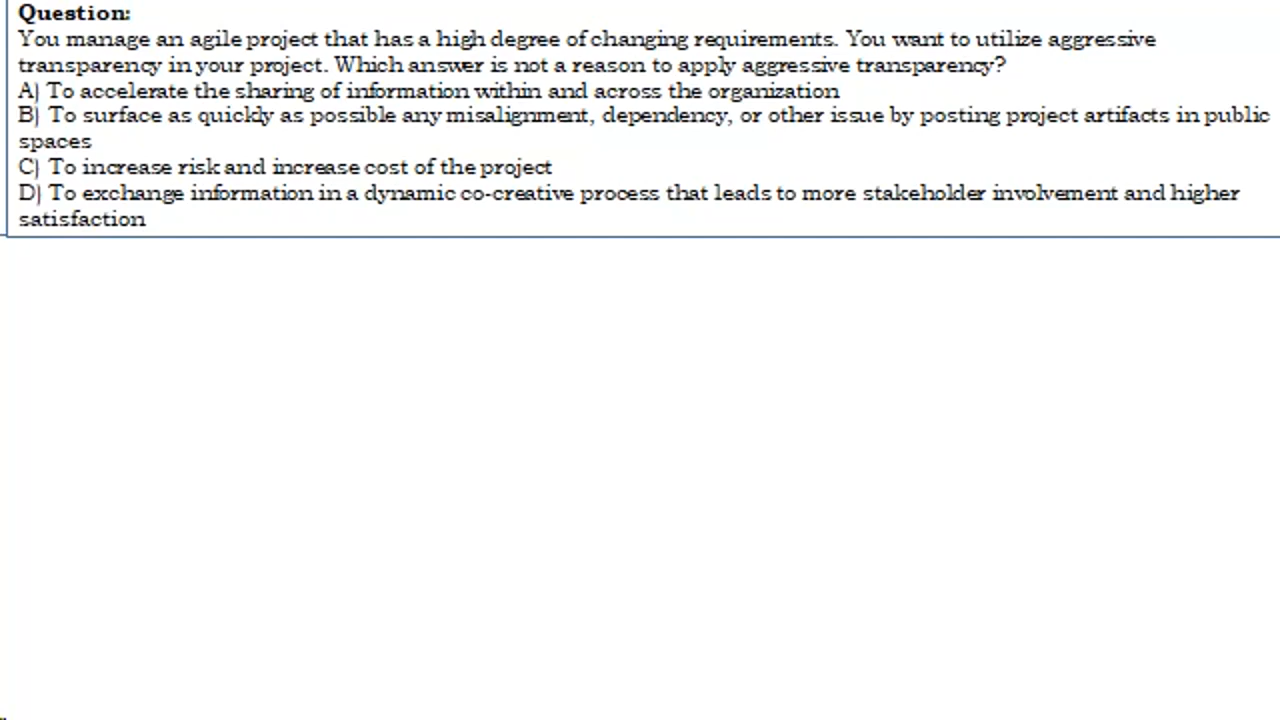 Question:
You manage an agile project that has a high degree of changing requirements. You want to utilize aggressive
transparency in your project. Which answer is not a reason to apply aggressive transparency?
A) To accelerate the sharing of information within and across the organization
B) To surface as quickly as possible any misalignment, dependency, or other issue by posting project artifacts in public
spaces
C) To increase risk and increase cost of the project
D) To exchange information in a dynamic co-creative process that leads to more stakeholder involvement and higher
satisfaction